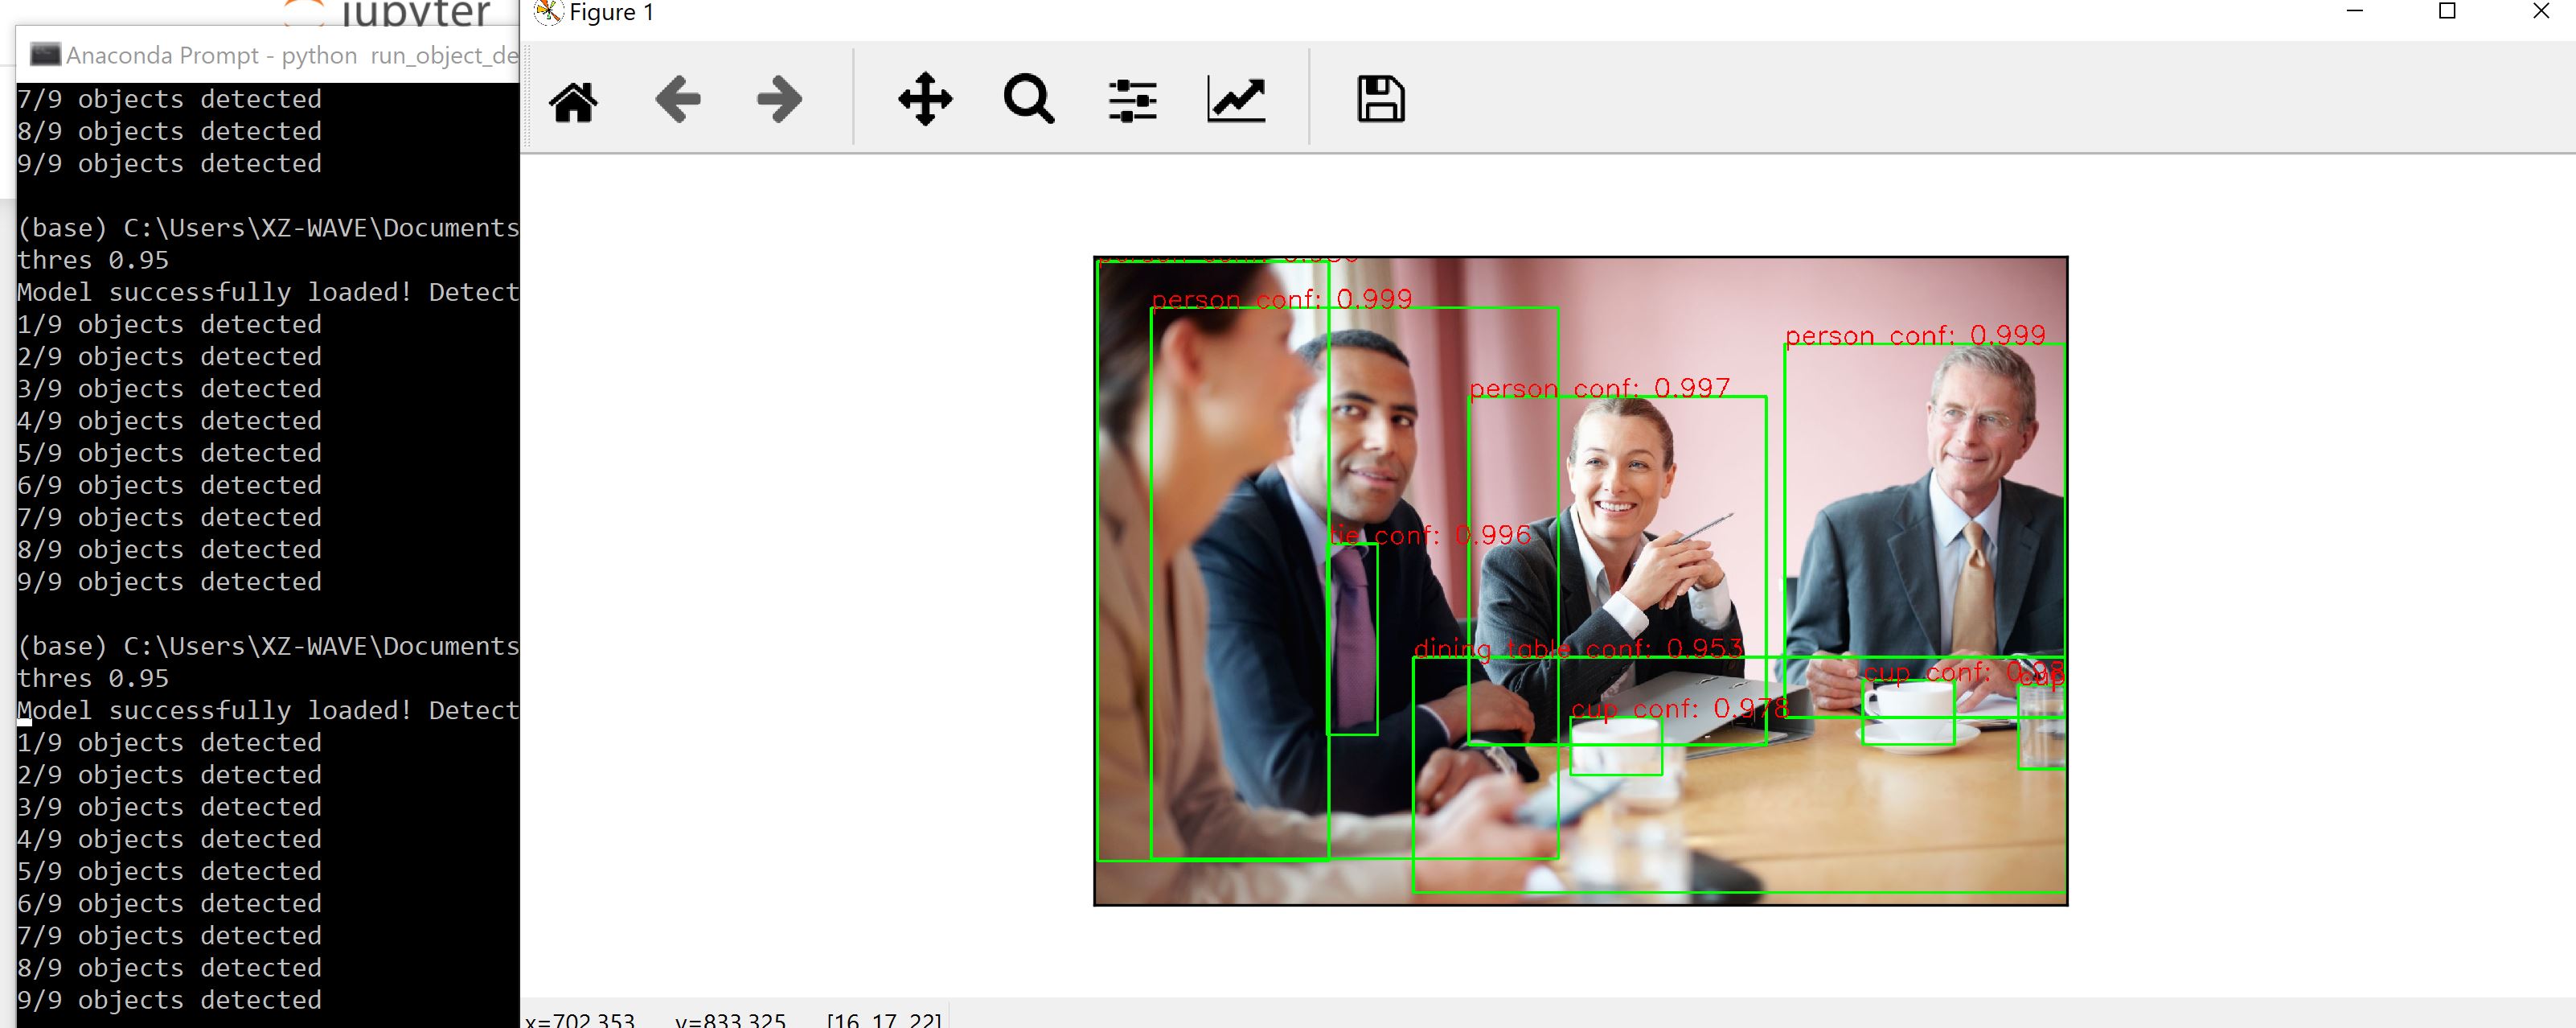 jupyter
Anaconda Prompt - python run_object_de
7/9 objects detected
8/9 objects detected
9/9 objects detected
(base) C:\Users\XZ-WAVE\Documents
thres 0.95
Model successfully loaded! Detect
1/9 objects detected
2/9 objects detected
3/9 objects detected
4/9 objects detected
5/9 objects detected
6/9 objects detected
7/9 objects detected
8/9 objects detected
9/9 objects detected
(base) C:\Users\XZ-WAVE\Documents
thres 0.95
Model successfully loaded! Detect
1/9 objects detected
2/9 objects detected
3/9 objects detected
4/9 objects detected
5/9 objects detected
6/9 objects detected
7/9 objects detected
8/9 objects detected
9/9 objects detected
Figure 1
person conf:
person conf: 0.999
person conf: 0.999
person conf: 0.997
tie conf: 0.996
dining table conf: 0.953
cup conf: 0.98
cup
cup conf: 0.978
x=702.353 y=833.325 [16, 17, 22]